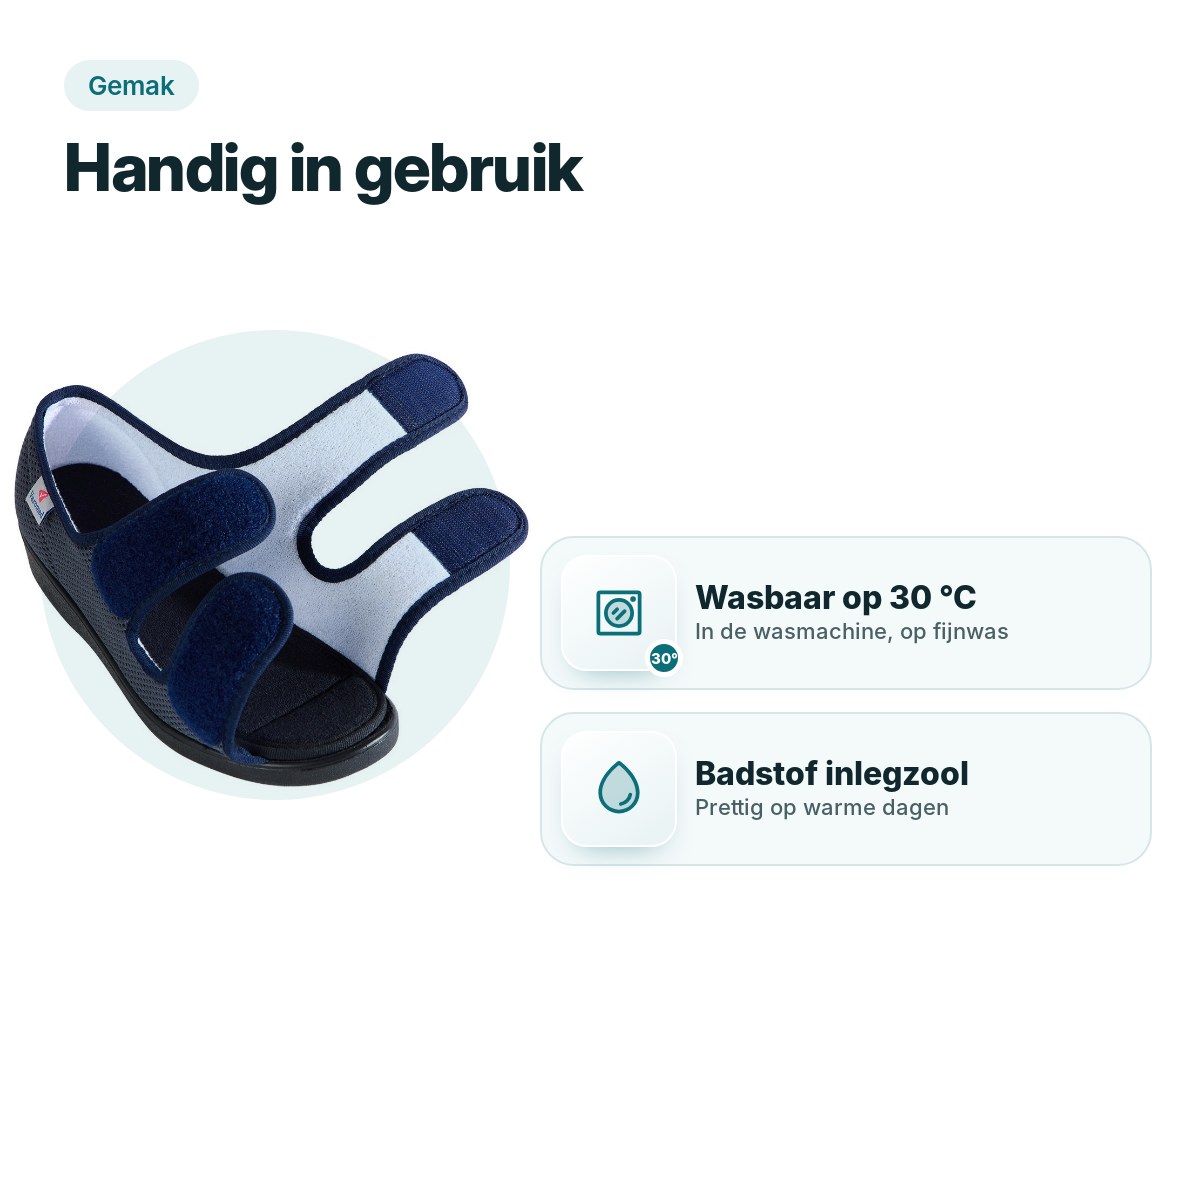 Gemak
Handig in gebruik
Wasbaar op 30 °C
In de wasmachine, op fijnwas
30°
Badstof inlegzool
Prettig op warme dagen